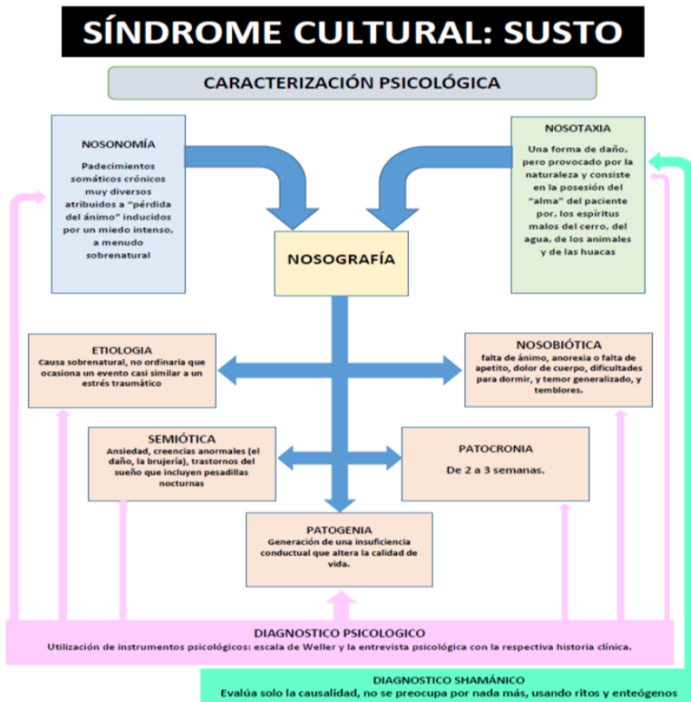 SÍNDROME CULTURAL: SUSTO
CARACTERIZACIÓN PSICOLÓGICA
NOSONOMÍA
Padecimientos
somáticos crónicos
muy diversos
atribuidos a “pérdida
del ánimo” inducidos
por un miedo intenso,
a menudo
sobrenatural
NOSOTAXIA
Una forma de daño,
pero provocado por la
naturaleza y consiste
en la posesión del
“alma” del paciente
por, los espíritus
malos del cerro, del
agua, de los animales
y de las huacas
NOSOGRAFÍA
ETIOLOGIA
Causa sobrenatural, no ordinaria que
ocasiona un evento casi similar a un
estrés traumático
NOSOBIÓTICA
falta de ánimo, anorexia o falta de
apetito, dolor de cuerpo, dificultades
para dormir, y temor generalizado, y
temblores.
SEMIÓTICA
Ansiedad, creencias anormales (el
daño, la brujería), trastornos del
sueño que incluyen pesadillas
nocturnas
PATOCRONIA
De 2 a 3 semanas.
PATOGENIA
Generación de una insuficiencia
conductual que altera la calidad de
vida.
DIAGNOSTICO PSICOLOGICO
Utilización de instrumentos psicológicos: escala de Weller y la entrevista psicológica con la respectiva historia clínica.
DIAGNOSTICO SHAMÁNICO
Evalúa solo la causalidad, no se preocupa por nada más, usando ritos y enteógenos